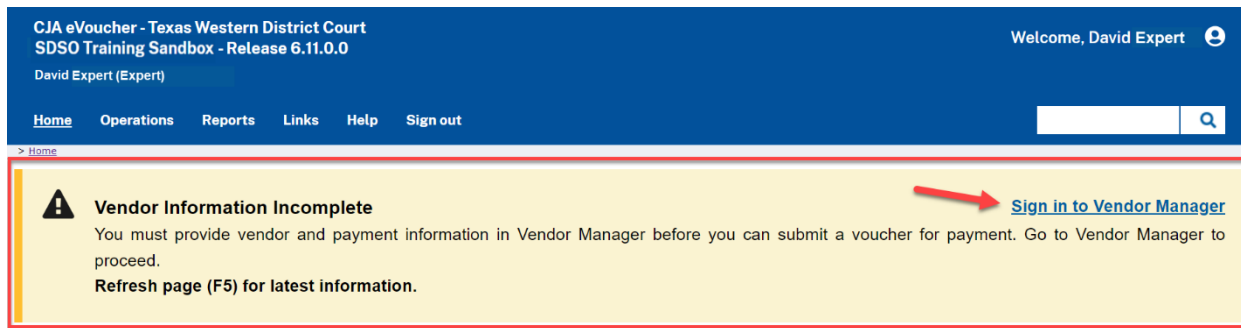 CJA eVoucher - Texas Western District Court
SDSO Training Sandbox - Release 6.11.0.0
David Expert (Expert)
Welcome, David Expert
Home Operations Reports Links Help Sign out
> Home
Vendor Information Incomplete
Sign in to Vendor Manager
You must provide vendor and payment information in Vendor Manager before you can submit a voucher for payment. Go to Vendor Manager to
proceed.
Refresh page (F5) for latest information.